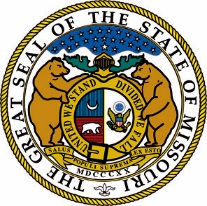 THE GREAT SEAL OF THE STATE OF MISSOURI
UNITED WE STAND DIVIDED WE FALL
SALUS POPULI SUPREMA LEX ESTO
MDCCCXX